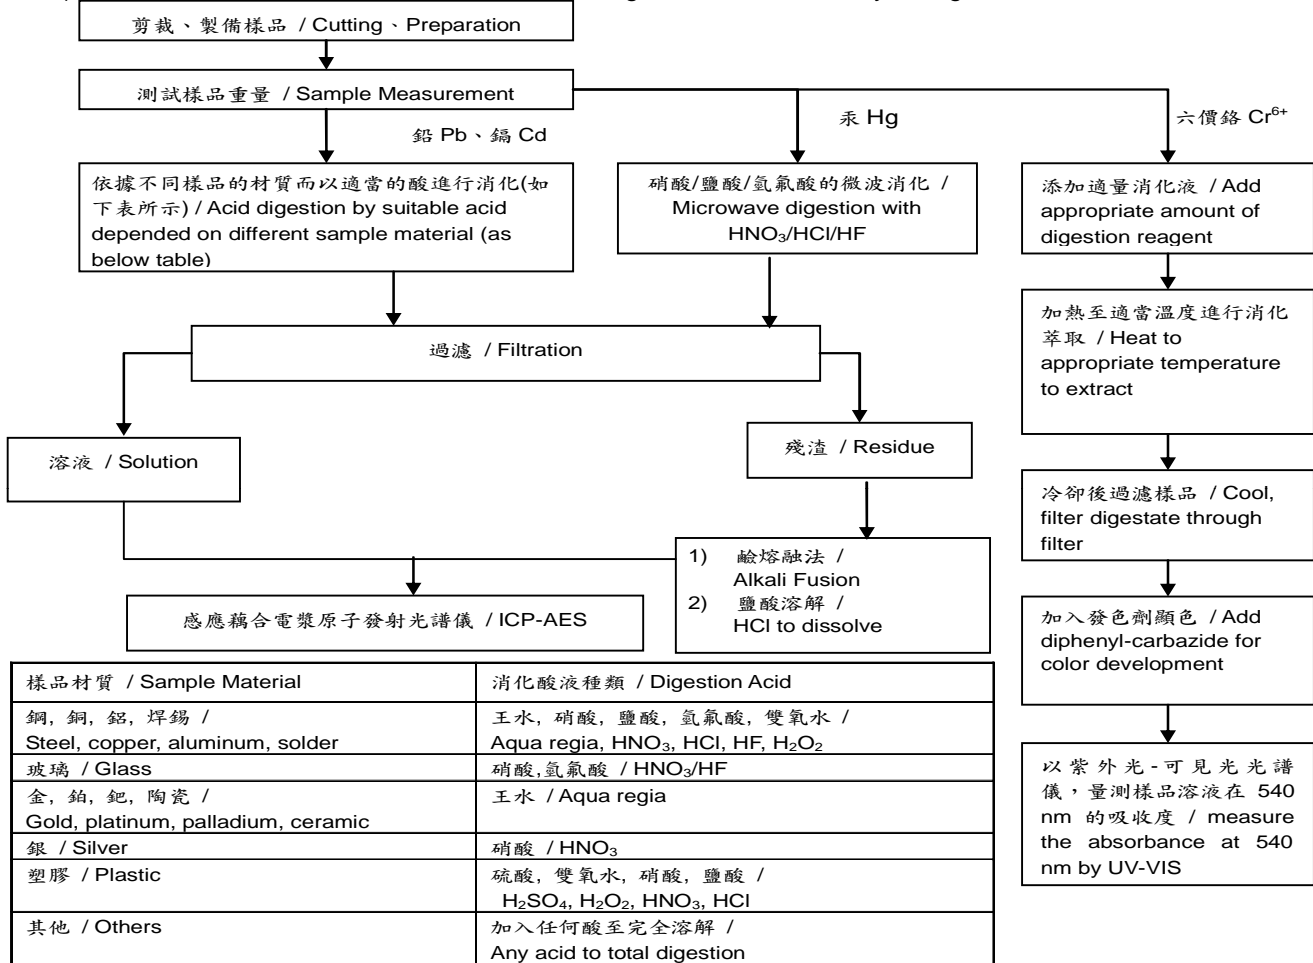 剪裁、製備樣品 / Cutting、Preparation
測試樣品重量 / Sample Measurement
鉛 Pb、鎘 Cd
汞 Hg
六價鉻 Cr⁶⁺
依據不同樣品的材質而以適當的酸進行消化(如
下表所示) / Acid digestion by suitable acid
depended on different sample material (as
below table)
硝酸/鹽酸/氫氟酸的微波消化 /
Microwave digestion with
HNO₃/HCl/HF
添加適量消化液 / Add
appropriate amount of
digestion reagent
過濾 / Filtration
加熱至適當溫度進行消化
萃取 / Heat to
appropriate temperature
to extract
溶液 / Solution
殘渣 / Residue
冷卻後過濾樣品 / Cool,
filter digestate through
filter
1) 鹼熔融法 /
Alkali Fusion
2) 鹽酸溶解 /
HCl to dissolve
感應藕合電漿原子發射光譜儀 / ICP-AES
加入發色劑顯色 / Add
diphenyl-carbazide for
color development
以紫外光-可見光光譜
儀，量測樣品溶液在 540
nm 的吸收度 / measure
the absorbance at 540
nm by UV-VIS
樣品材質 / Sample Material
消化酸液種類 / Digestion Acid
鋼, 銅, 鋁, 焊錫 /
Steel, copper, aluminum, solder
王水, 硝酸, 鹽酸, 氫氟酸, 雙氧水 /
Aqua regia, HNO₃, HCl, HF, H₂O₂
玻璃 / Glass
硝酸,氫氟酸 / HNO₃/HF
金, 鉑, 鈀, 陶瓷 /
Gold, platinum, palladium, ceramic
王水 / Aqua regia
銀 / Silver
硝酸 / HNO₃
塑膠 / Plastic
硫酸, 雙氧水, 硝酸, 鹽酸 /
H₂SO₄, H₂O₂, HNO₃, HCl
其他 / Others
加入任何酸至完全溶解 /
Any acid to total digestion